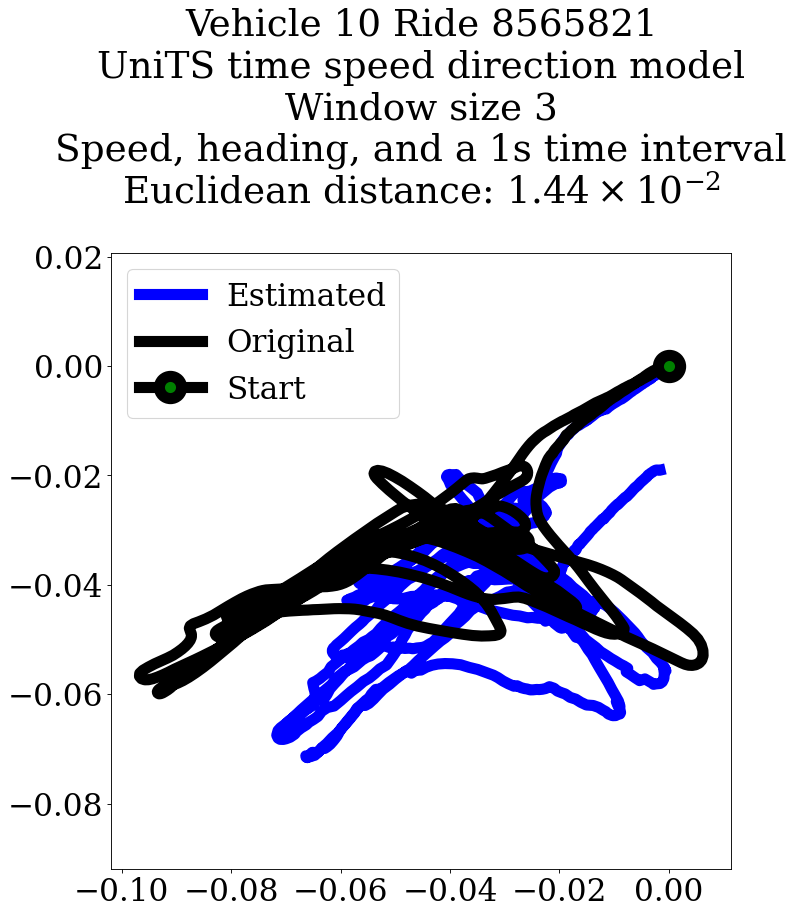 Vehicle 10 Ride 8565821
UniTS time speed direction model
Window size 3
Speed, heading, and a 1s time interval
Euclidean distance: 1.44 × 10⁻²
0.02
Estimated
Original
Start
0.00
−0.02
−0.04
−0.06
−0.08
−0.10 −0.08 −0.06 −0.04 −0.02 0.00